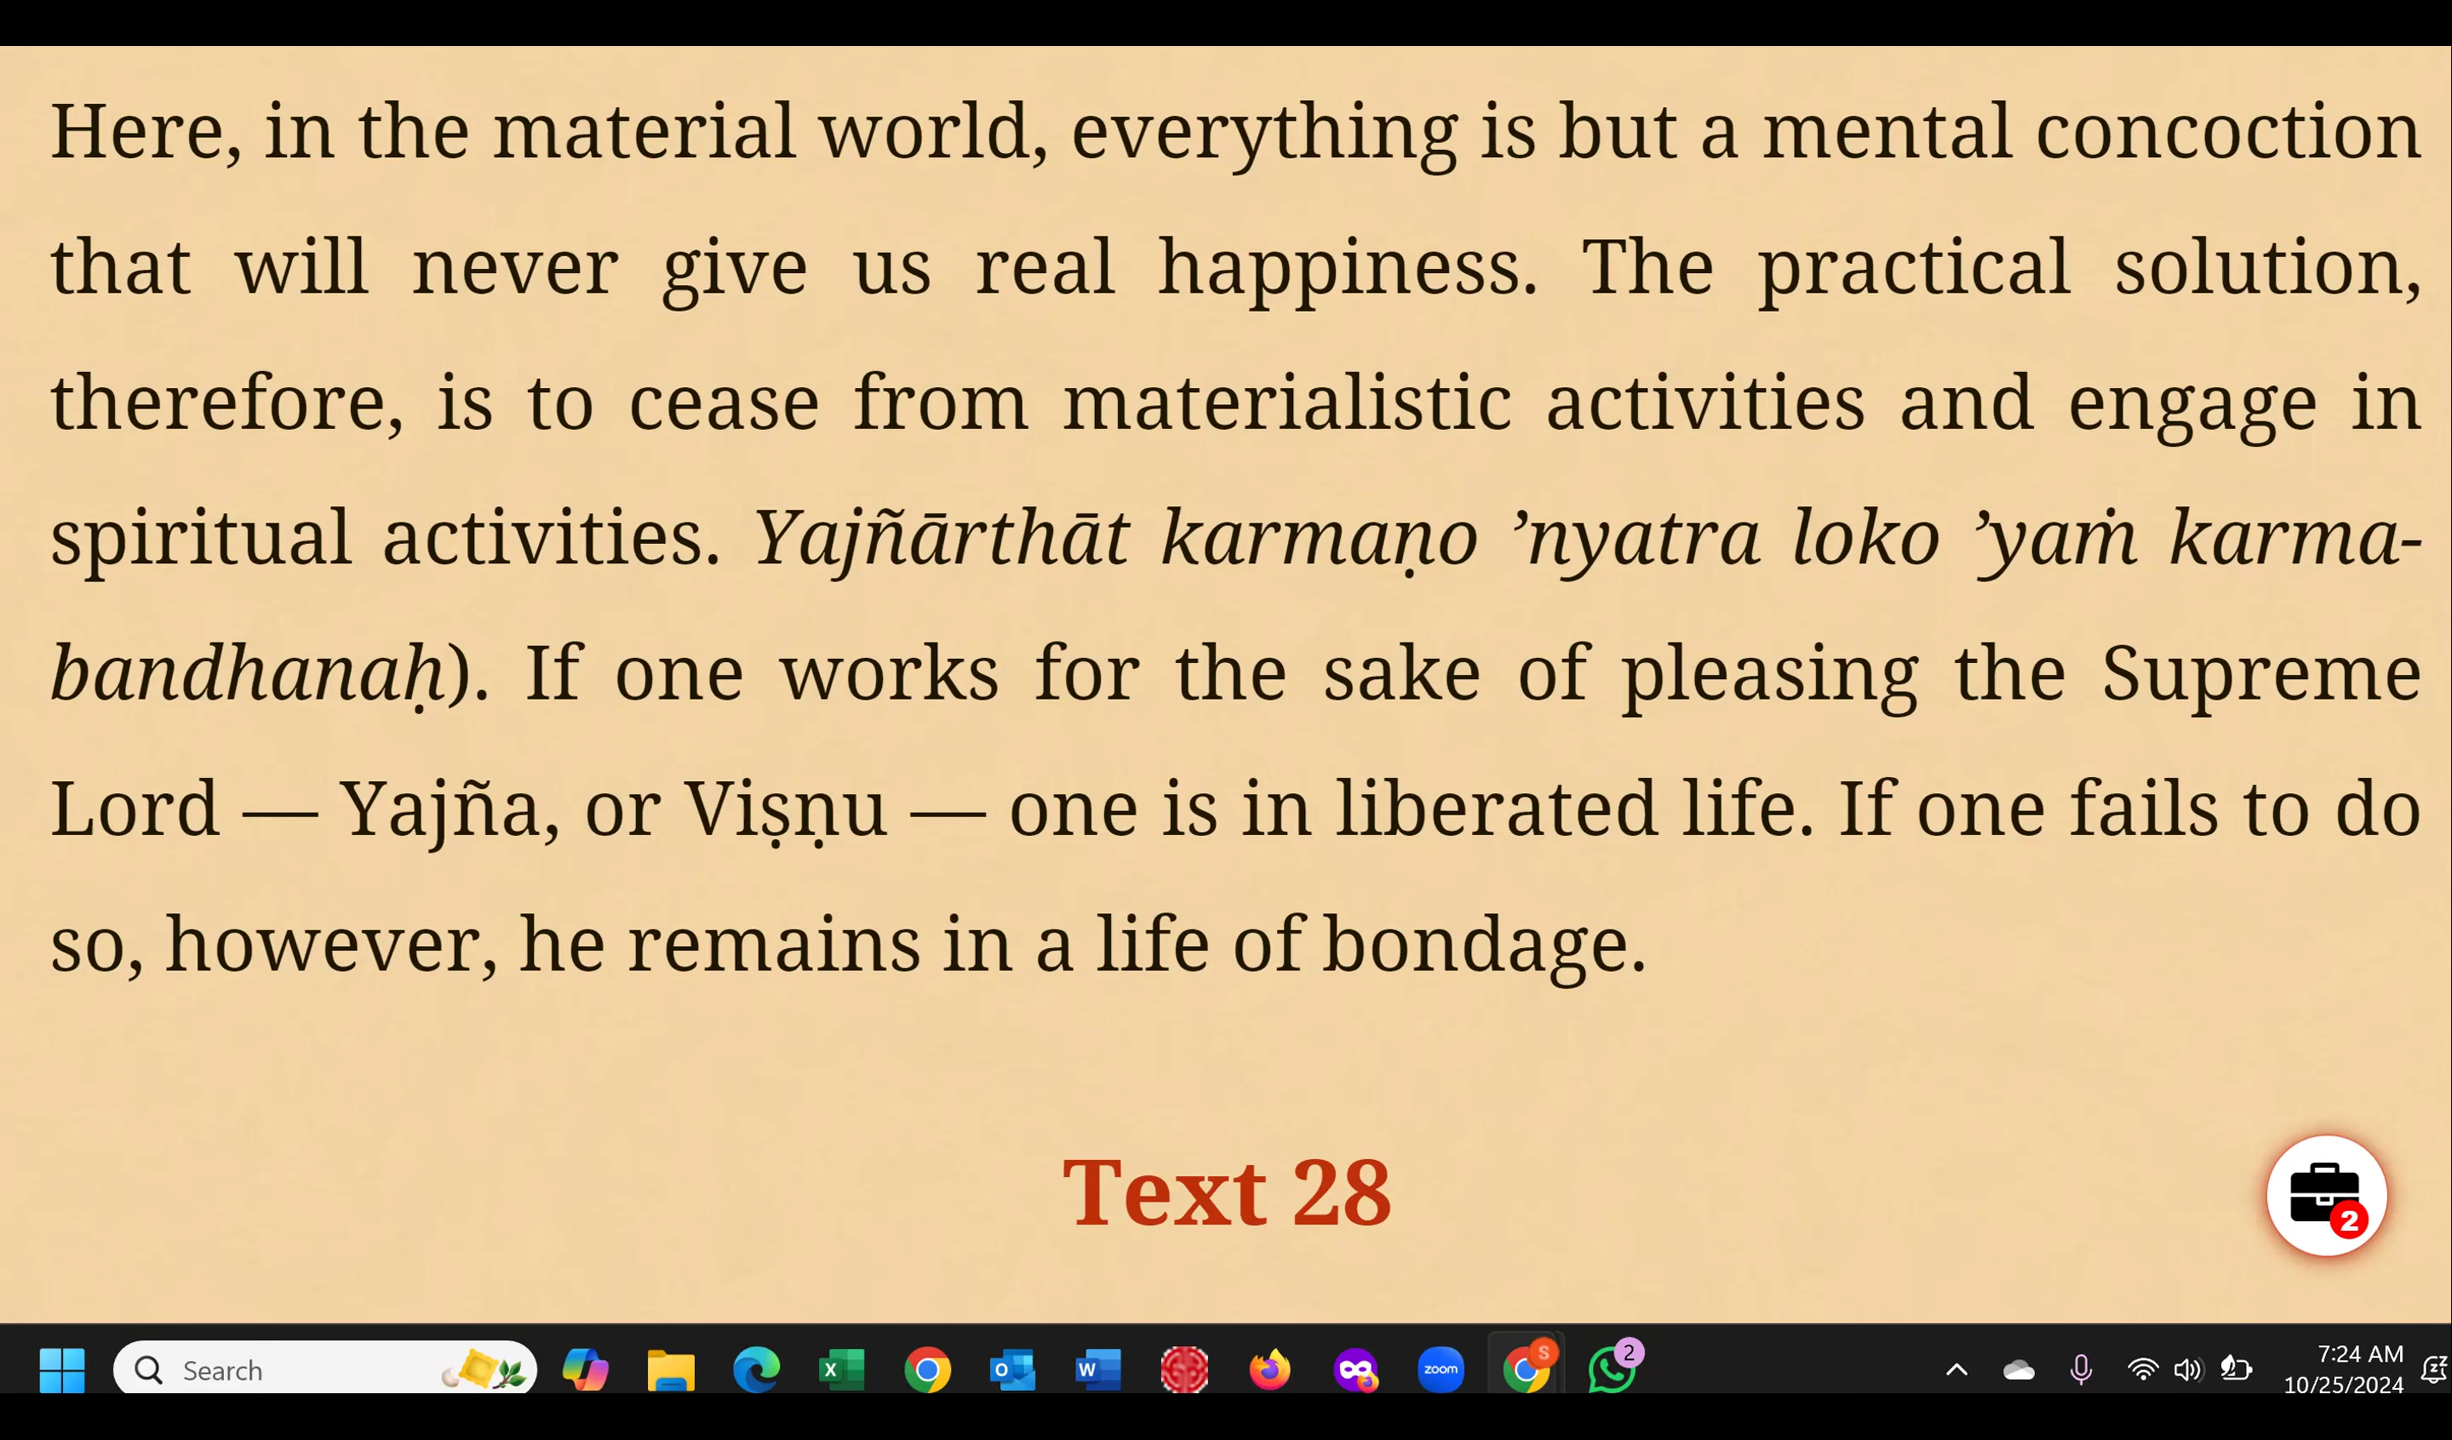 Here, in the material world, everything is but a mental concoction
that will never give us real happiness. The practical solution,
therefore, is to cease from materialistic activities and engage in
spiritual activities. Yajñārthāt karmaṇo ’nyatra loko ’yaṁ karma-
bandhanaḥ). If one works for the sake of pleasing the Supreme
Lord — Yajña, or Viṣṇu — one is in liberated life. If one fails to do
so, however, he remains in a life of bondage.
Text 28
2
Search
X
O
W
zoom
S
2
7:24 AM
10/25/2024